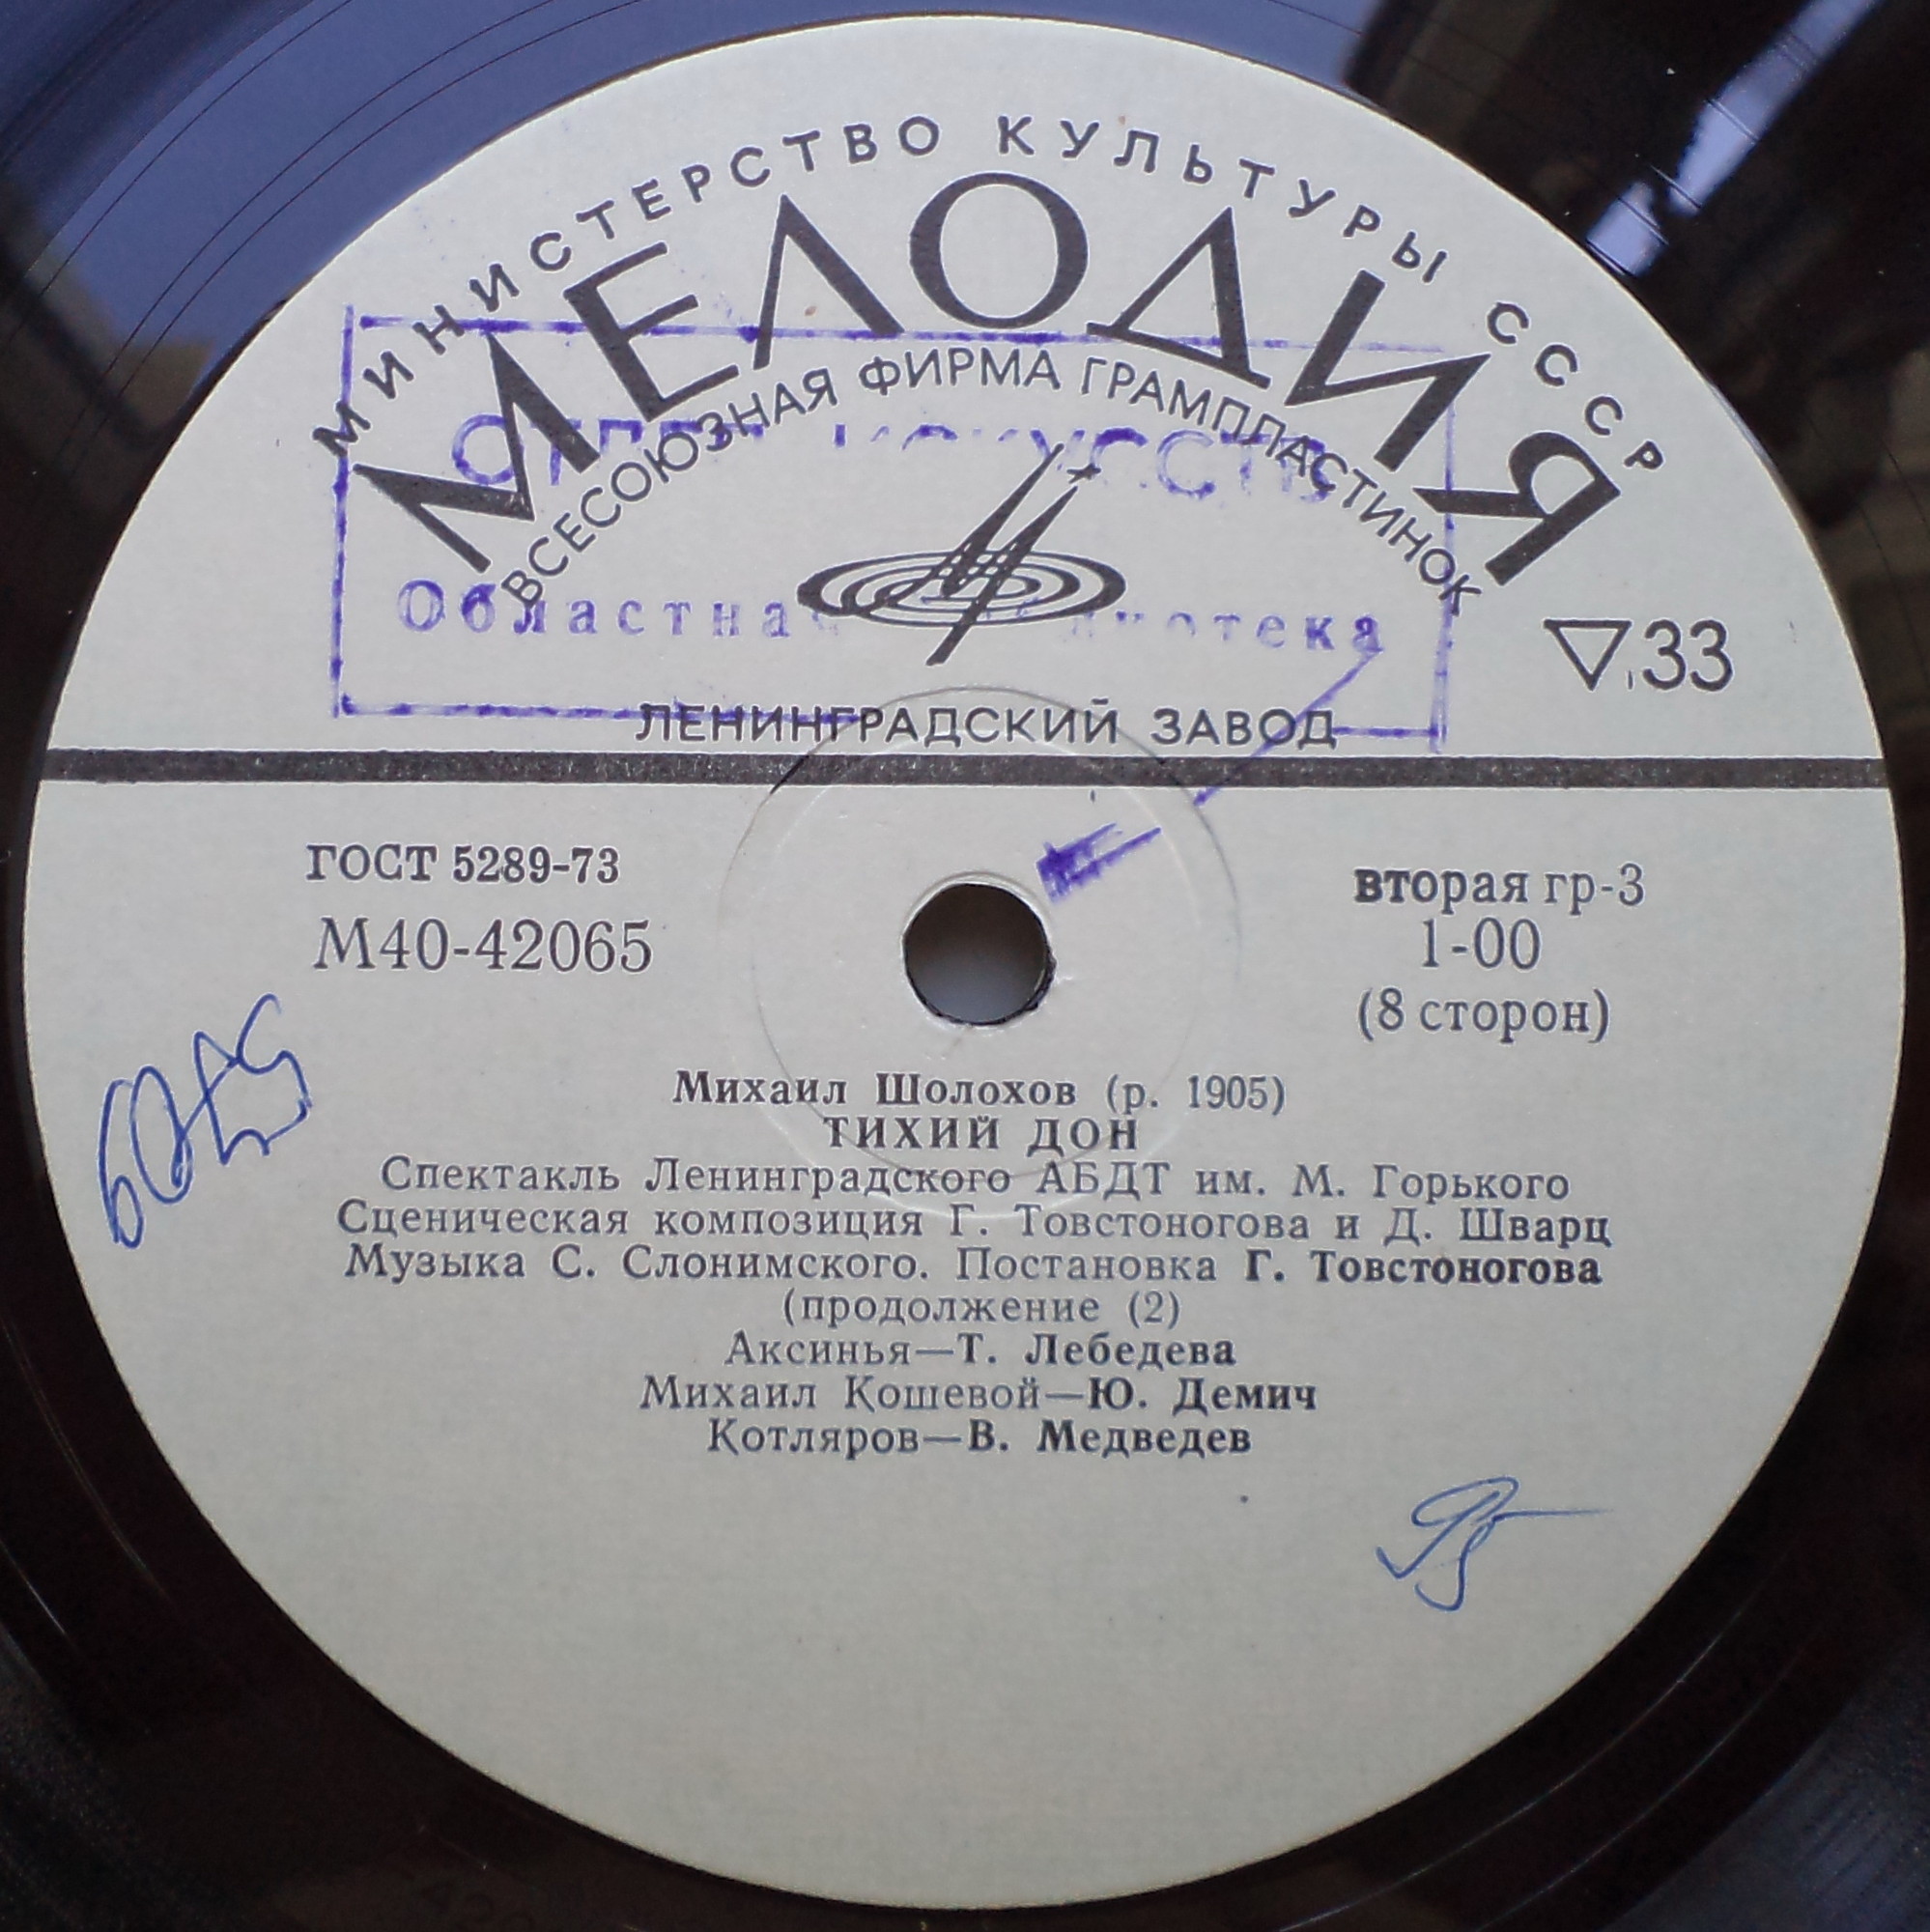 МИНИСТЕРСТВО КУЛЬТУРЫ СССР
МЕЛОДИЯ
ВСЕСОЮЗНАЯ ФИРМА ГРАМПЛАСТИНОК
Областная
33
ЛЕНИНГРАДСКИЙ ЗАВОД
ГОСТ 5289-73
М40-42065
вторая гр-3
1-00
(8 сторон)
Михаил Шолохов (р. 1905)
ТИХИЙ ДОН
Спектакль Ленинградского АБДТ им. М. Горького
Сценическая композиция Г. Товстоногова и Д. Шварц
Музыка С. Слонимского. Постановка Г. Товстоногова
(продолжение (2)
Аксинья—Т. Лебедева
Михаил Кошевой—Ю. Демич
Котляров—В. Медведев